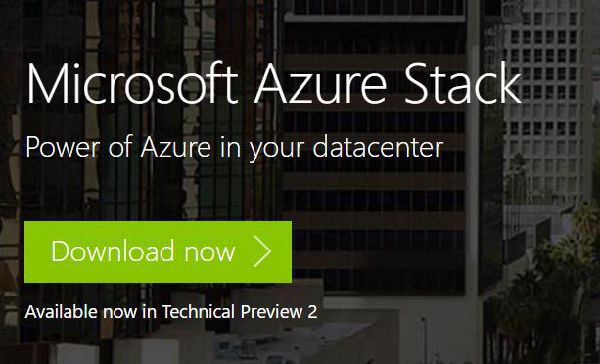 Microsoft Azure Stack
Power of Azure in your datacenter
Download now
Available now in Technical Preview 2